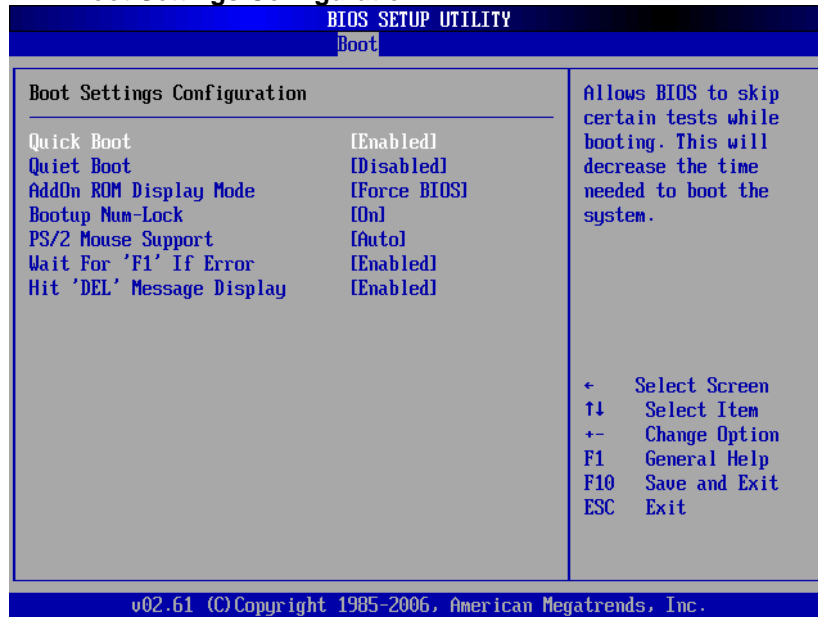 BIOS SETUP UTILITY
Boot
Boot Settings Configuration
Quick Boot [Enabled]
Quiet Boot [Disabled]
AddOn ROM Display Mode [Force BIOS]
Bootup Num-Lock [On]
PS/2 Mouse Support [Auto]
Wait For 'F1' If Error [Enabled]
Hit 'DEL' Message Display [Enabled]
Allows BIOS to skip
certain tests while
booting. This will
decrease the time
needed to boot the
system.
← Select Screen
↑↓ Select Item
+- Change Option
F1 General Help
F10 Save and Exit
ESC Exit
v02.61 (C)Copyright 1985-2006, American Megatrends, Inc.